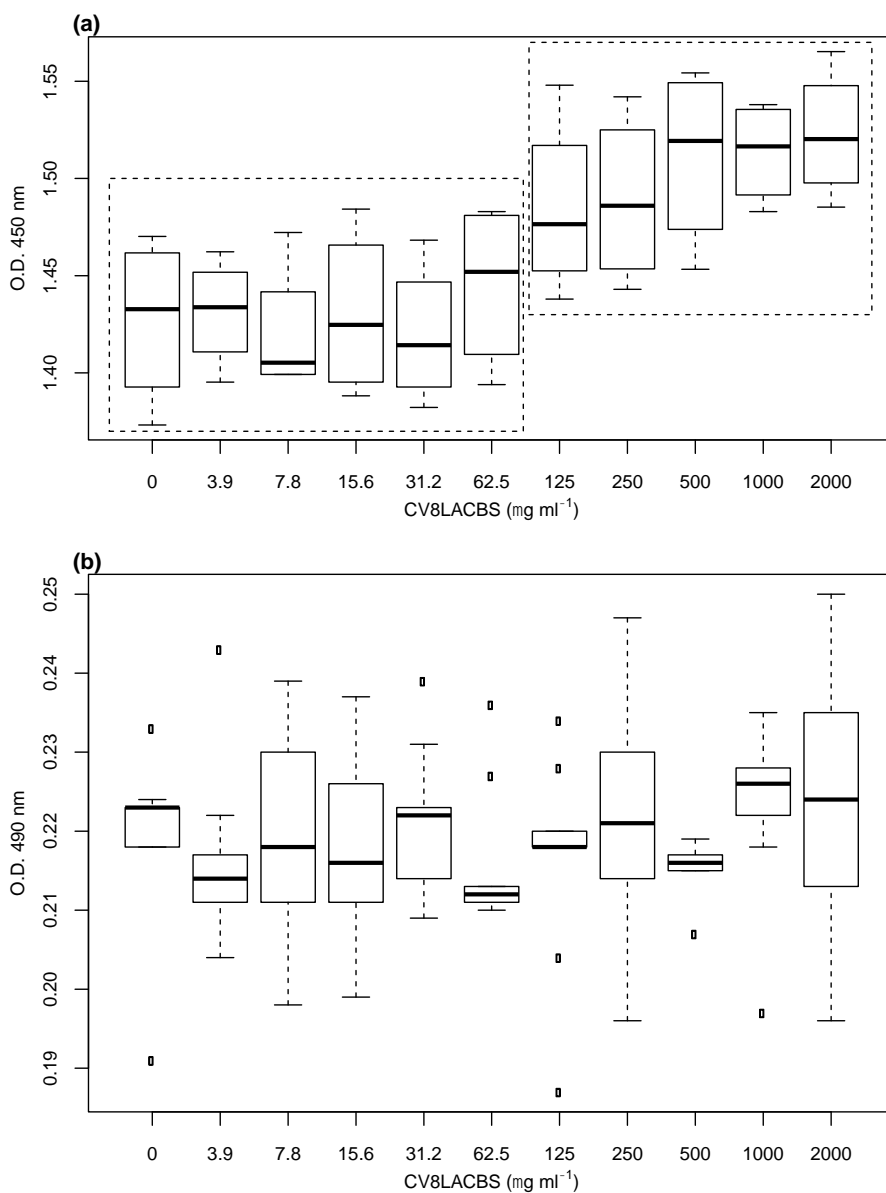 (a)
O.D. 450 nm
1.55
1.50
1.45
1.40
0 3.9 7.8 15.6 31.2 62.5 125 250 500 1000 2000
CV8LACBS (mg ml⁻¹)
(b)
O.D. 490 nm
0.25
0.24
0.23
0.22
0.21
0.20
0.19
0 3.9 7.8 15.6 31.2 62.5 125 250 500 1000 2000
CV8LACBS (mg ml⁻¹)